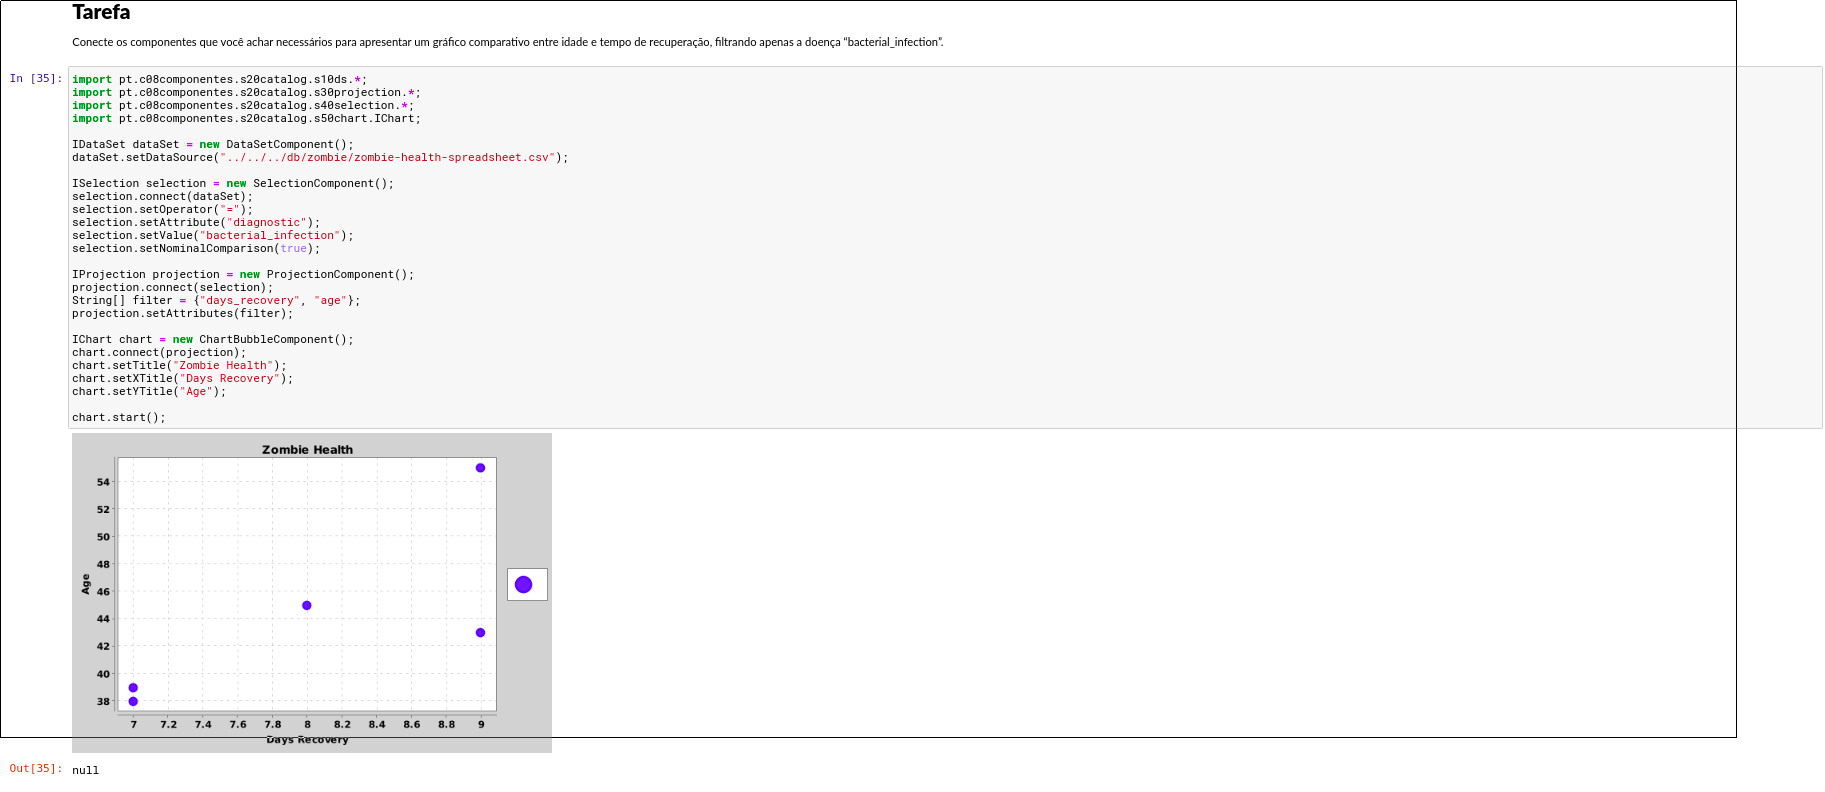 Tarefa
Conecte os componentes que você achar necessários para apresentar um gráfico comparativo entre idade e tempo de recuperação, filtrando apenas a doença “bacterial_infection”.
In [35]:
import pt.c08componentes.s20catalog.s10ds.*;
import pt.c08componentes.s20catalog.s30projection.*;
import pt.c08componentes.s20catalog.s40selection.*;
import pt.c08componentes.s20catalog.s50chart.IChart;
IDataSet dataSet = new DataSetComponent();
dataSet.setDataSource("../../../db/zombie/zombie-health-spreadsheet.csv");
ISelection selection = new SelectionComponent();
selection.connect(dataSet);
selection.setOperator("=");
selection.setAttribute("diagnostic");
selection.setValue("bacterial_infection");
selection.setNominalComparison(true);
IProjection projection = new ProjectionComponent();
projection.connect(selection);
String[] filter = {"days_recovery", "age"};
projection.setAttributes(filter);
IChart chart = new ChartBubbleComponent();
chart.connect(projection);
chart.setTitle("Zombie Health");
chart.setXTitle("Days Recovery");
chart.setYTitle("Age");
chart.start();
Zombie Health
54
52
50
48
46
44
42
40
38
Age
7 7.2 7.4 7.6 7.8 8 8.2 8.4 8.6 8.8 9
Days Recovery
Out[35]: null